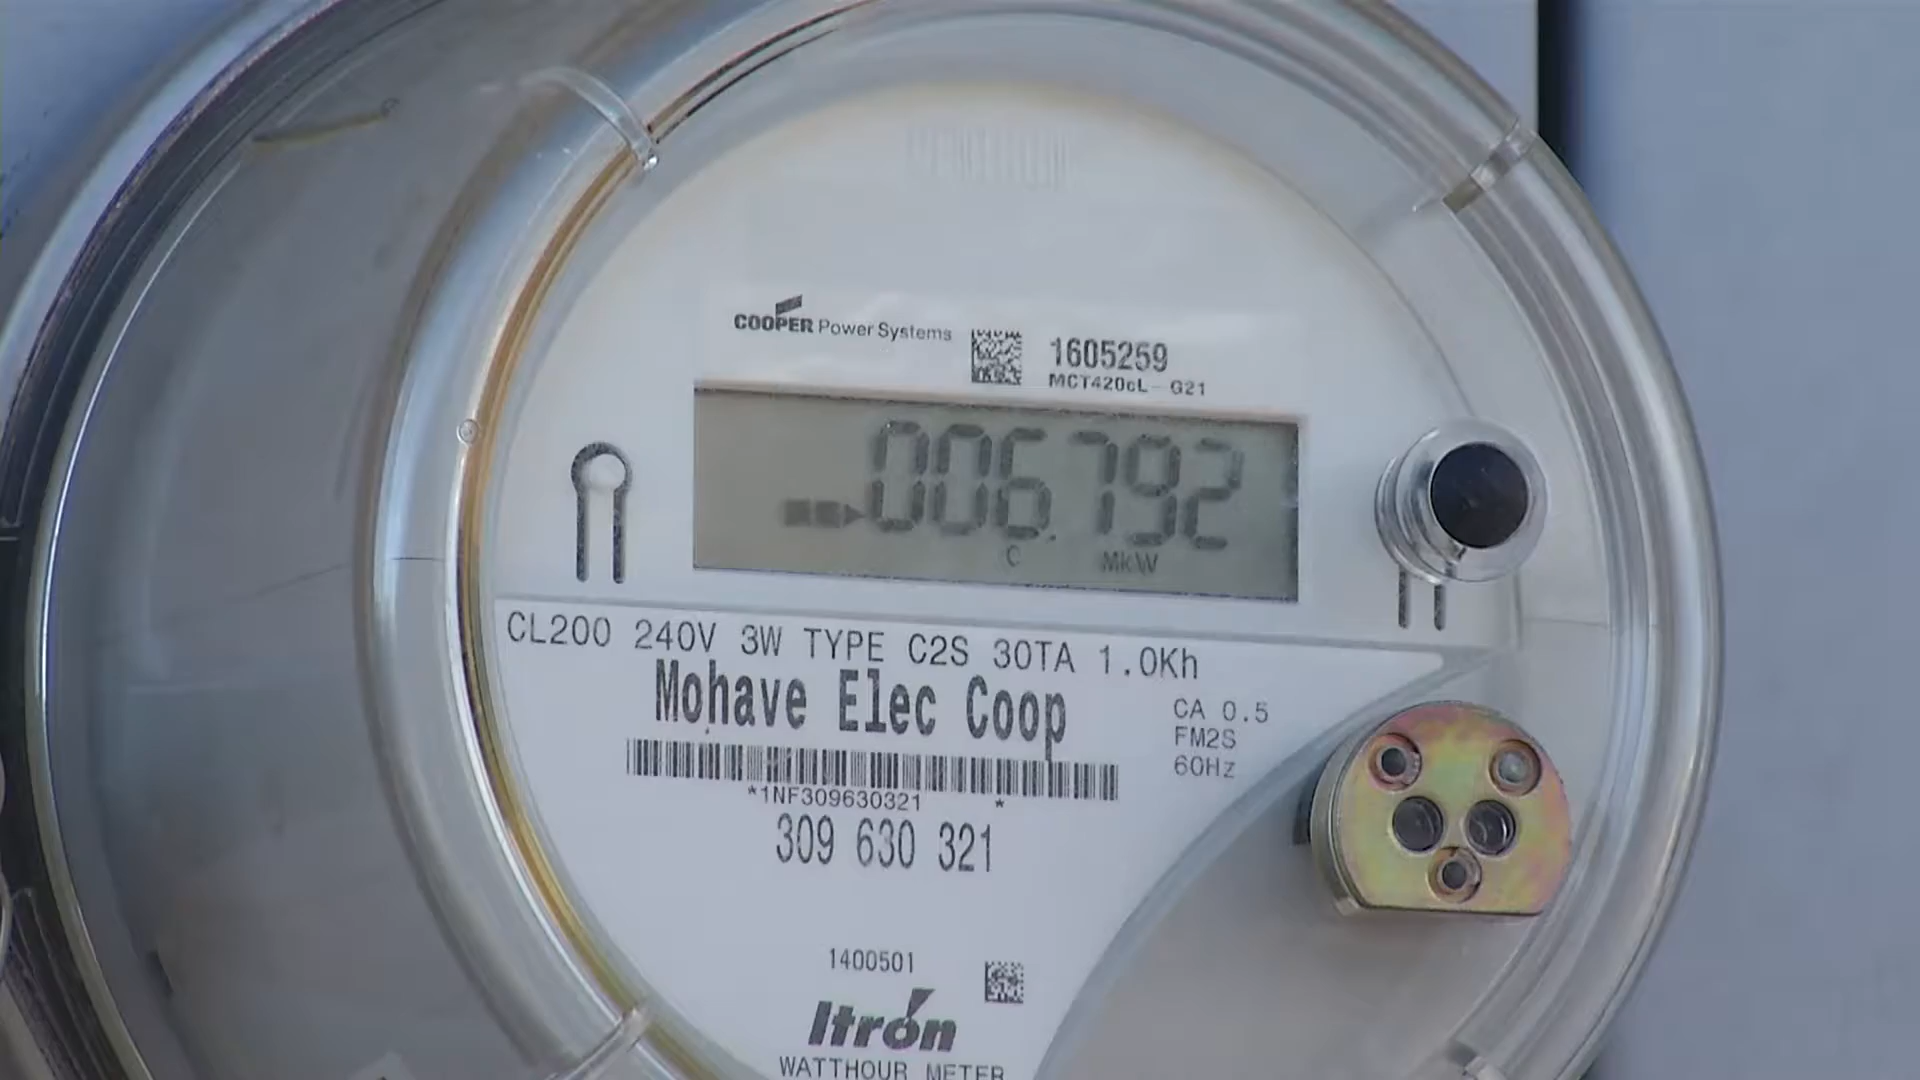 COOPER Power Systems
1605259
MCT420cL-G21
006.792
C MkW
CL200 240V 3W TYPE C2S 30TA 1.0Kh
Mohave Elec Coop
CA 0.5
FM2S
60Hz
*1NF309630321 *
309 630 321
1400501
Itron
WATTHOUR METER